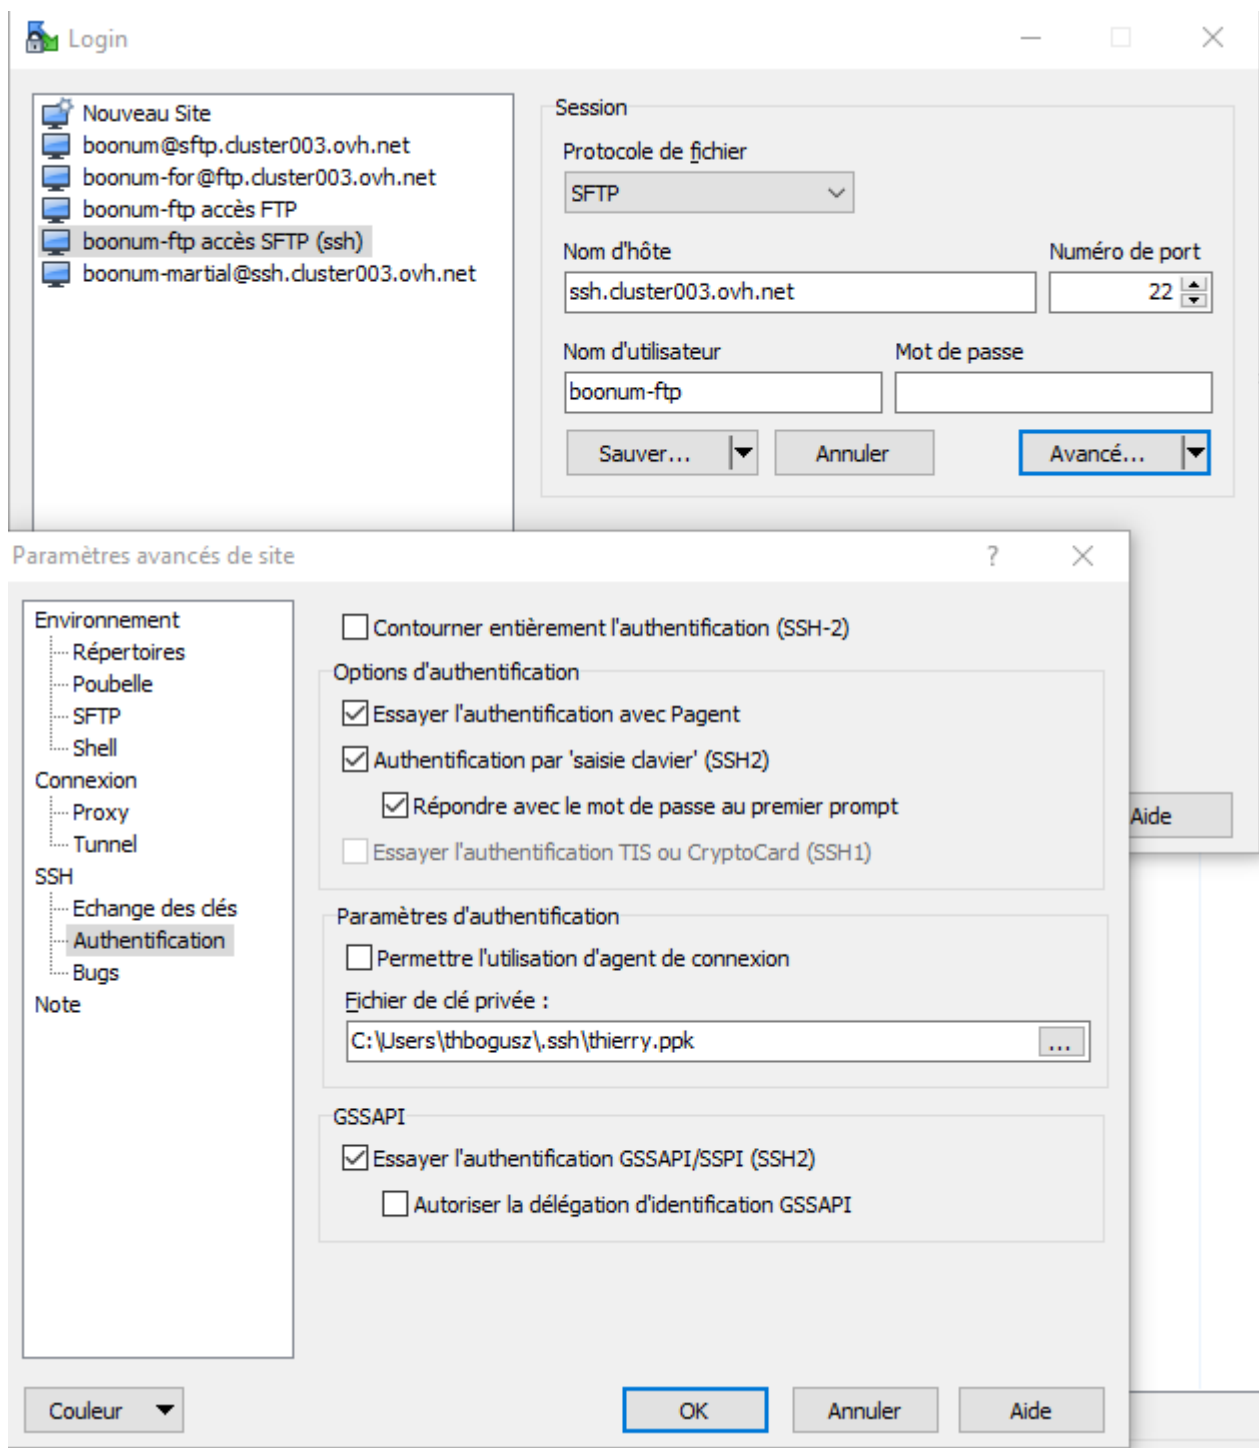 Login
Nouveau Site
boonum@sftp.cluster003.ovh.net
boonum-for@ftp.cluster003.ovh.net
boonum-ftp accès FTP
boonum-ftp accès SFTP (ssh)
boonum-martial@ssh.cluster003.ovh.net
Session
Protocole de fichier
SFTP
Nom d'hôte
Numéro de port
ssh.cluster003.ovh.net
22
Nom d'utilisateur
Mot de passe
boonum-ftp
Sauver...
Annuler
Avancé...
Aide
Paramètres avancés de site
?
Environnement
Répertoires
Poubelle
SFTP
Shell
Connexion
Proxy
Tunnel
SSH
Echange des clés
Authentification
Bugs
Note
Contourner entièrement l'authentification (SSH-2)
Options d'authentification
Essayer l'authentification avec Pagent
Authentification par 'saisie clavier' (SSH2)
Répondre avec le mot de passe au premier prompt
Essayer l'authentification TIS ou CryptoCard (SSH1)
Paramètres d'authentification
Permettre l'utilisation d'agent de connexion
Fichier de clé privée :
C:\Users\thbogusz\.ssh\thierry.ppk
...
GSSAPI
Essayer l'authentification GSSAPI/SSPI (SSH2)
Autoriser la délégation d'identification GSSAPI
Couleur
OK
Annuler
Aide